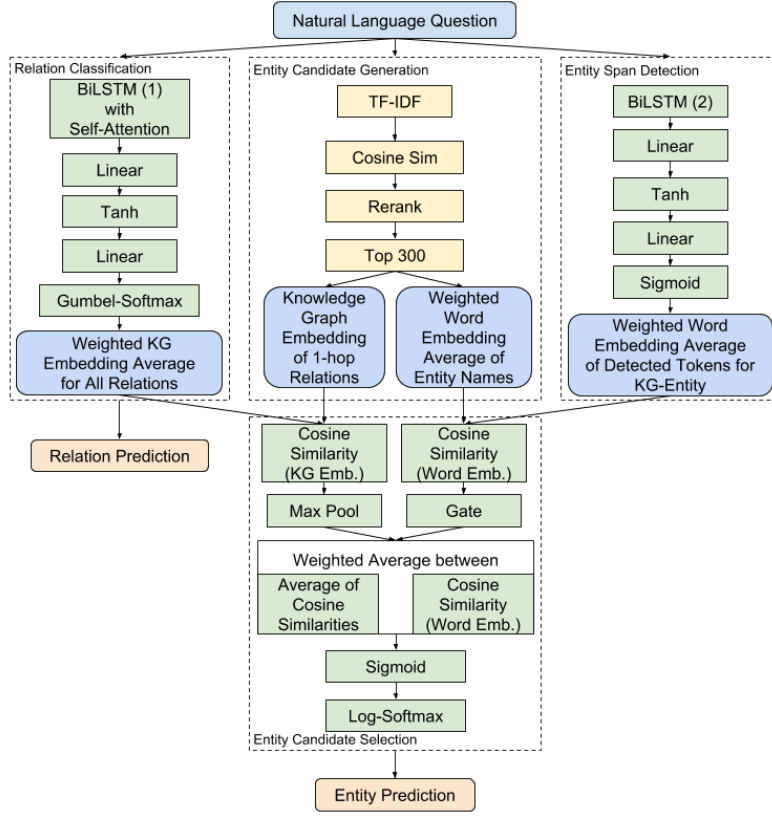 Natural Language Question
Relation Classification
BiLSTM (1)
with
Self-Attention
Linear
Tanh
Linear
Gumbel-Softmax
Weighted KG
Embedding Average
for All Relations
Relation Prediction
Entity Candidate Generation
TF-IDF
Cosine Sim
Rerank
Top 300
Knowledge
Graph
Embedding
of 1-hop
Relations
Weighted
Word
Embedding
Average of
Entity Names
Entity Span Detection
BiLSTM (2)
Linear
Tanh
Linear
Sigmoid
Weighted Word
Embedding Average
of Detected Tokens for
KG-Entity
Cosine
Similarity
(KG Emb.)
Max Pool
Cosine
Similarity
(Word Emb.)
Gate
Weighted Average between
Average of
Cosine
Similarities
Cosine
Similarity
(Word Emb.)
Sigmoid
Log-Softmax
Entity Candidate Selection
Entity Prediction